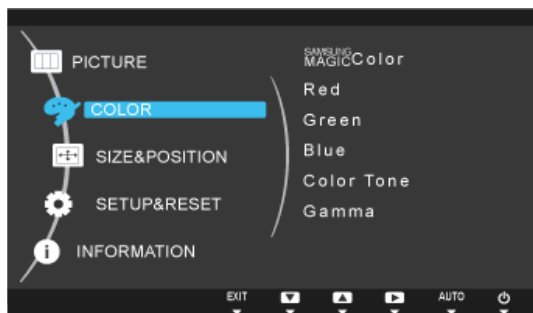 PICTURE
COLOR
SIZE&POSITION
SETUP&RESET
INFORMATION
SAMSUNG
MAGICColor
Red
Green
Blue
Color Tone
Gamma
EXIT AUTO